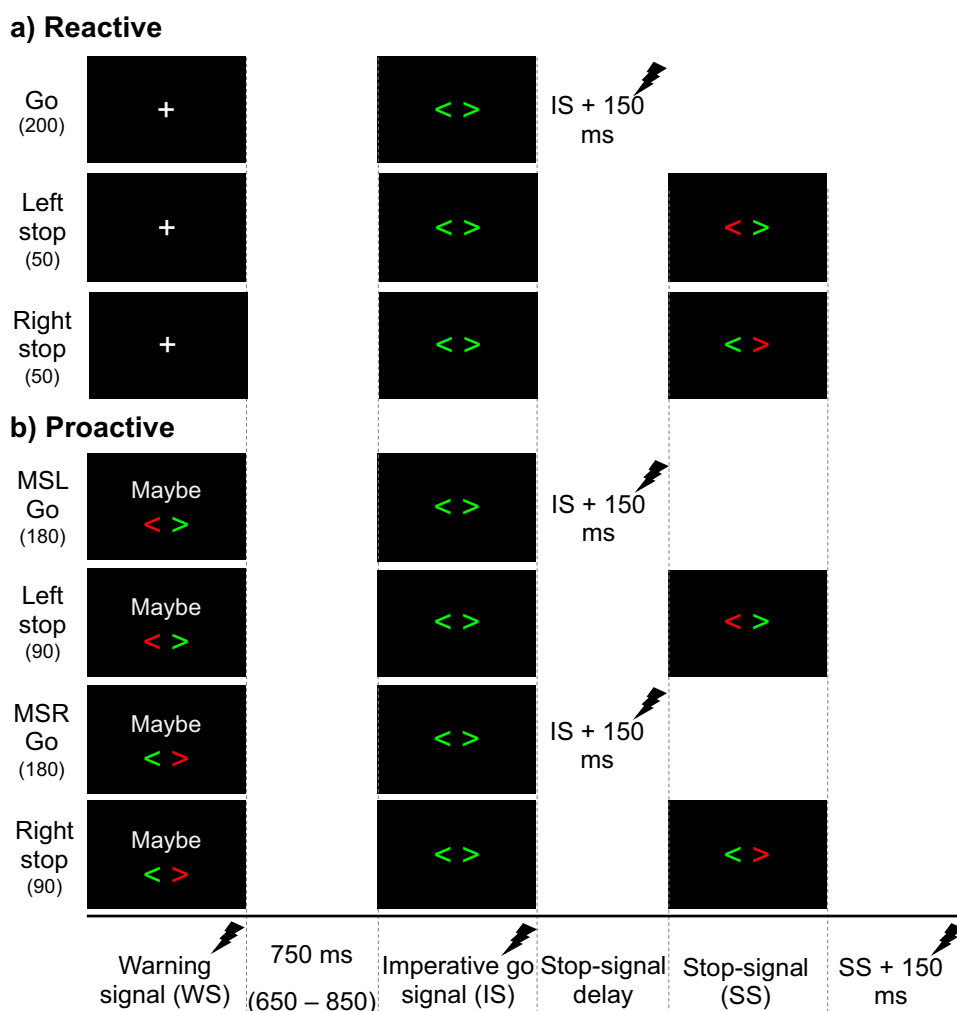 a) Reactive
Go
(200)
+
< >
IS + 150
ms
Left
stop
(50)
+
< >
< >
Right
stop
(50)
+
< >
< >
b) Proactive
MSL
Go
(180)
Maybe
< >
< >
IS + 150
ms
Left
stop
(90)
Maybe
< >
< >
< >
MSR
Go
(180)
Maybe
< >
< >
IS + 150
ms
Right
stop
(90)
Maybe
< >
< >
< >
Warning
signal (WS)
750 ms
(650 – 850)
Imperative go
signal (IS)
Stop-signal
delay
Stop-signal
(SS)
SS + 150
ms